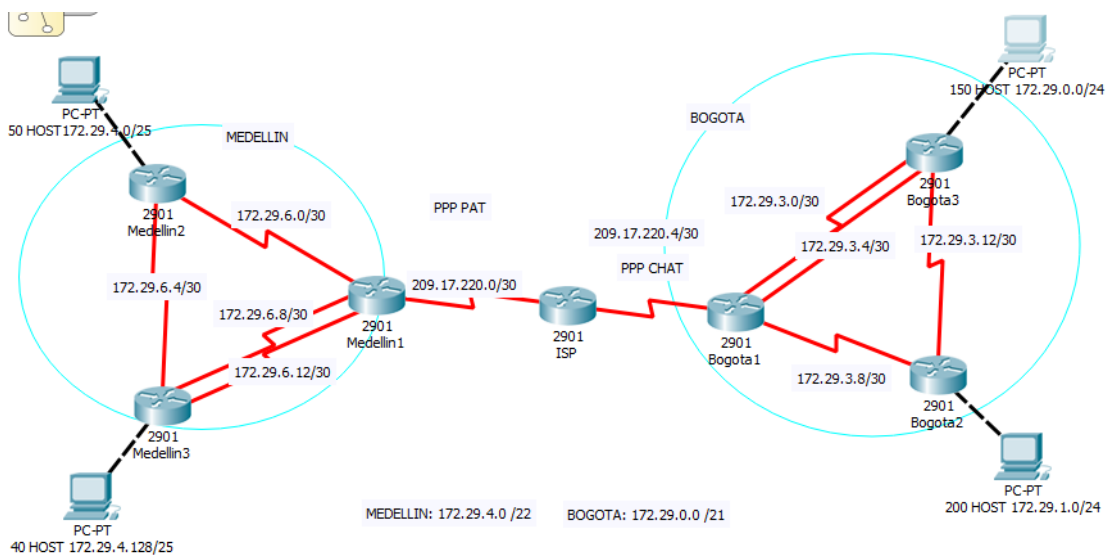 PC-PT
50 HOST 172.29.4.0/25
MEDELLIN
2901
Medellin2
172.29.6.0/30
172.29.6.4/30
172.29.6.8/30
172.29.6.12/30
2901
Medellin1
2901
Medellin3
PC-PT
40 HOST 172.29.4.128/25
PPP PAT
209.17.220.0/30
2901
ISP
209.17.220.4/30
PPP CHAT
BOGOTA
PC-PT
150 HOST 172.29.0.0/24
2901
Bogota3
172.29.3.0/30
172.29.3.4/30
172.29.3.12/30
2901
Bogota1
172.29.3.8/30
2901
Bogota2
PC-PT
200 HOST 172.29.1.0/24
MEDELLIN: 172.29.4.0 /22
BOGOTA: 172.29.0.0 /21